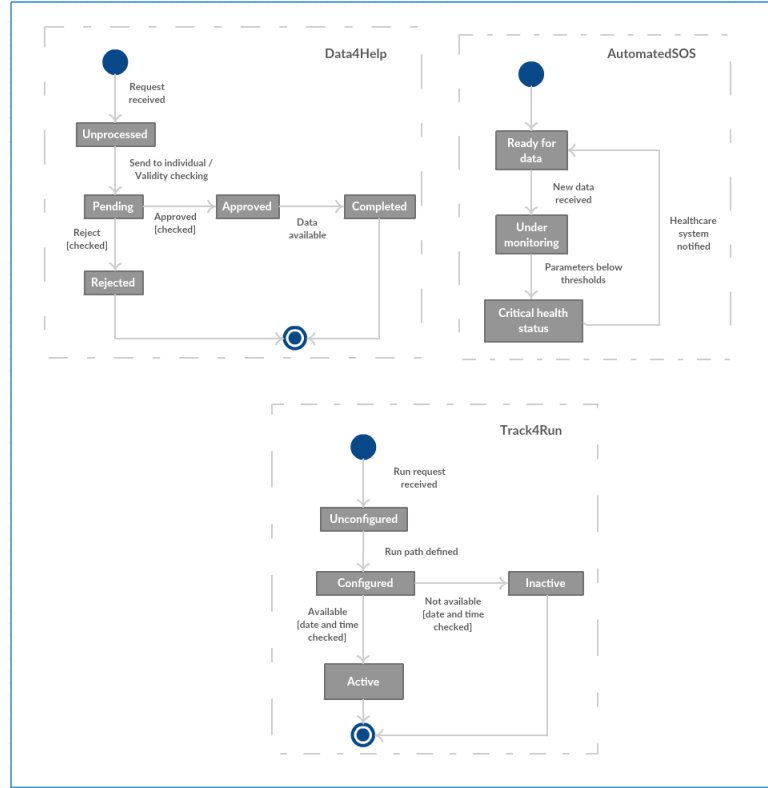 Data4Help
Request
received
Unprocessed
Send to individual /
Validity checking
Pending
Approved
[checked]
Approved
Data
available
Completed
Reject
[checked]
Rejected
AutomatedSOS
Ready for
data
New data
received
Under
monitoring
Healthcare
system
notified
Parameters below
thresholds
Critical health
status
Track4Run
Run request
received
Unconfigured
Run path defined
Configured
Inactive
Available
[date and time
checked]
Not available
[date and time
checked]
Active